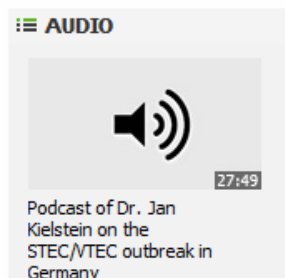 AUDIO
27:49
Podcast of Dr. Jan
Kielstein on the
STEC/VTEC outbreak in
Germany